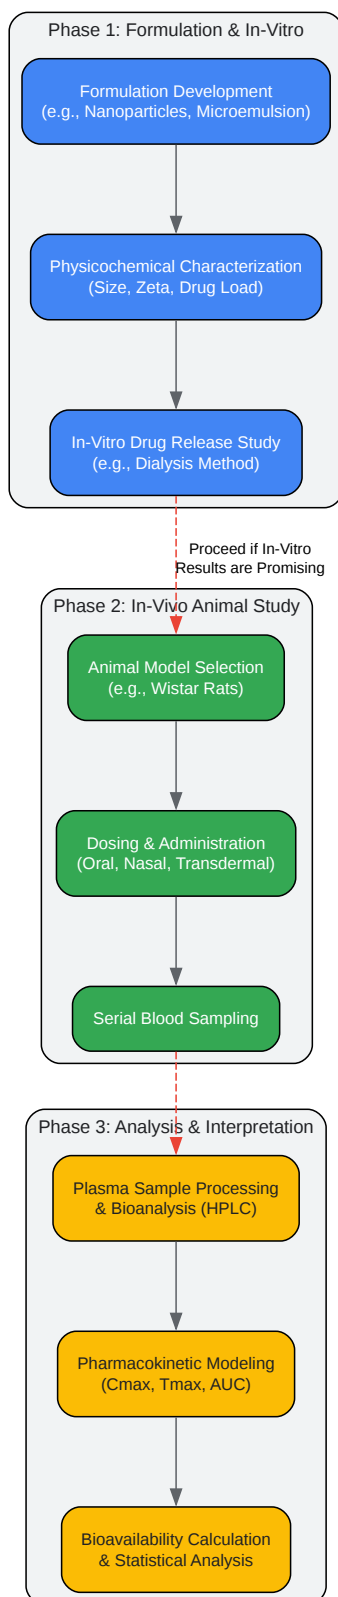 Phase 1: Formulation & In-Vitro
Formulation Development
(e.g., Nanoparticles, Microemulsion)
Physicochemical Characterization
(Size, Zeta, Drug Load)
In-Vitro Drug Release Study
(e.g., Dialysis Method)
Proceed if In-Vitro
Results are Promising
Phase 2: In-Vivo Animal Study
Animal Model Selection
(e.g., Wistar Rats)
Dosing & Administration
(Oral, Nasal, Transdermal)
Serial Blood Sampling
Phase 3: Analysis & Interpretation
Plasma Sample Processing
& Bioanalysis (HPLC)
Pharmacokinetic Modeling
(Cmax, Tmax, AUC)
Bioavailability Calculation
& Statistical Analysis